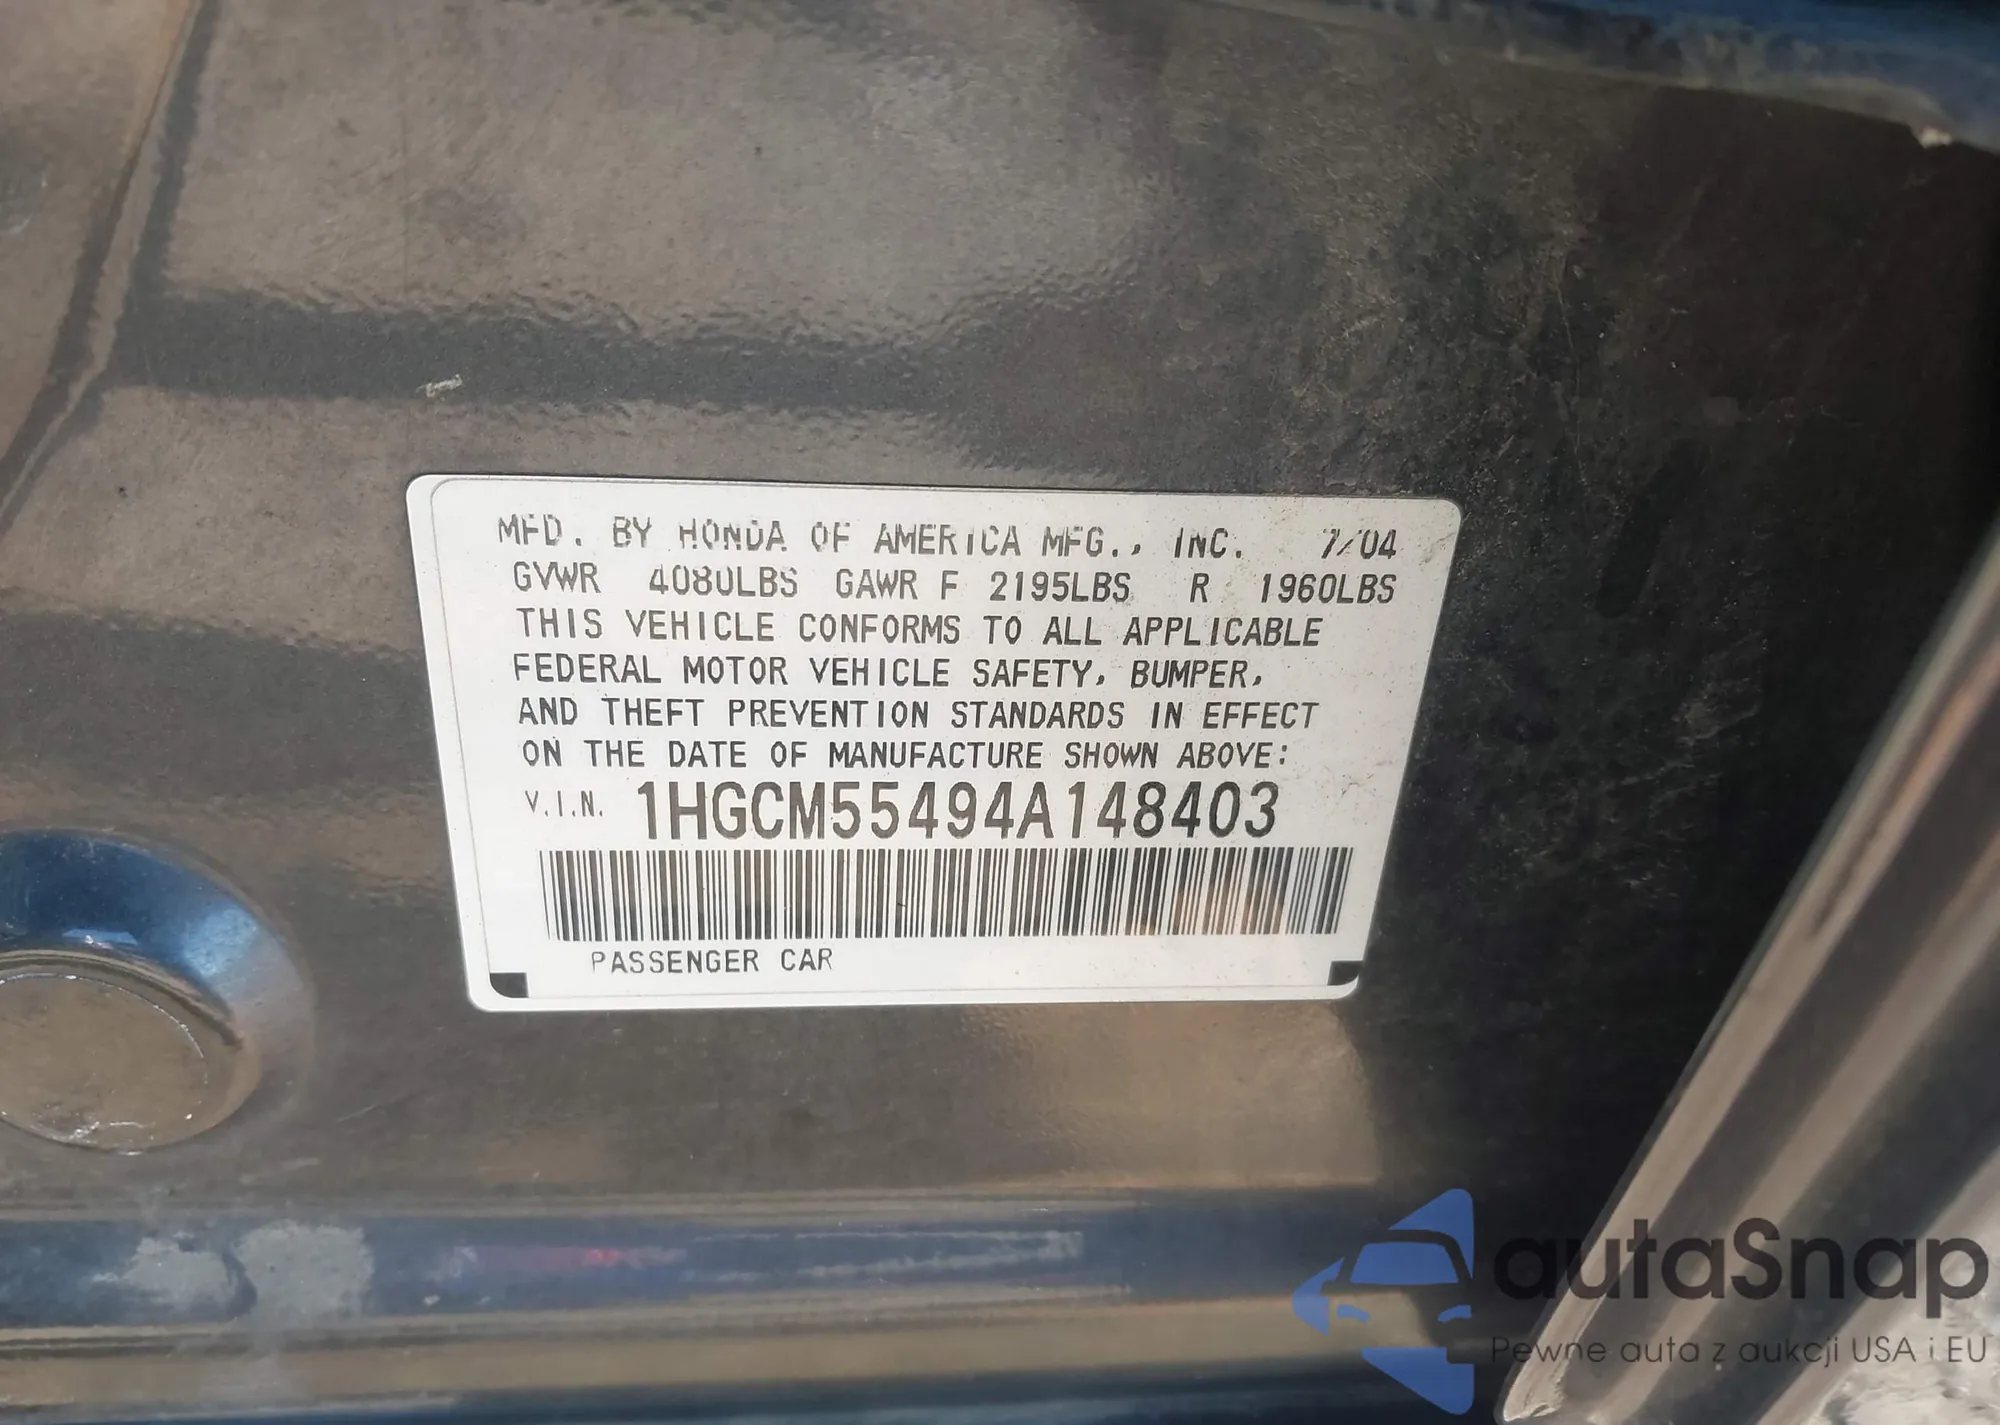 MFD. BY HONDA OF AMERICA MFG., INC. 7/04
GVWR 4080LBS GAWR F 2195LBS R 1960LBS
THIS VEHICLE CONFORMS TO ALL APPLICABLE
FEDERAL MOTOR VEHICLE SAFETY, BUMPER,
AND THEFT PREVENTION STANDARDS IN EFFECT
ON THE DATE OF MANUFACTURE SHOWN ABOVE:
V.I.N. 1HGCM55494A148403
PASSENGER CAR
autaSnap
Pewne auta z aukcji USA i EU